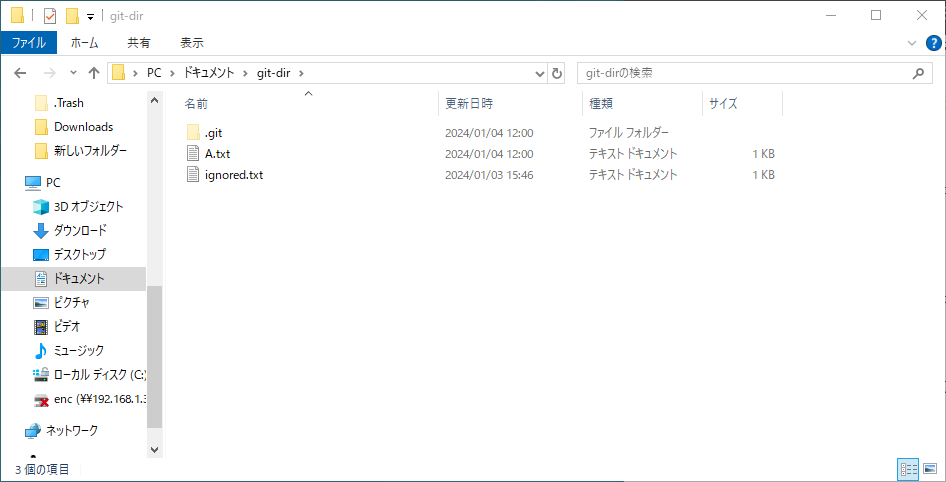 git-dir
ファイル ホーム 共有 表示
PC ドキュメント git-dir
git-dirの検索
.Trash
Downloads
新しいフォルダー
PC
3D オブジェクト
ダウンロード
デスクトップ
ドキュメント
ピクチャ
ビデオ
ミュージック
ローカル ディスク (C:)
enc (¥¥192.168.1.3
ネットワーク
名前 更新日時 種類 サイズ
.git 2024/01/04 12:00 ファイル フォルダー
A.txt 2024/01/04 12:00 テキスト ドキュメント 1 KB
ignored.txt 2024/01/03 15:46 テキスト ドキュメント 1 KB
3 個の項目